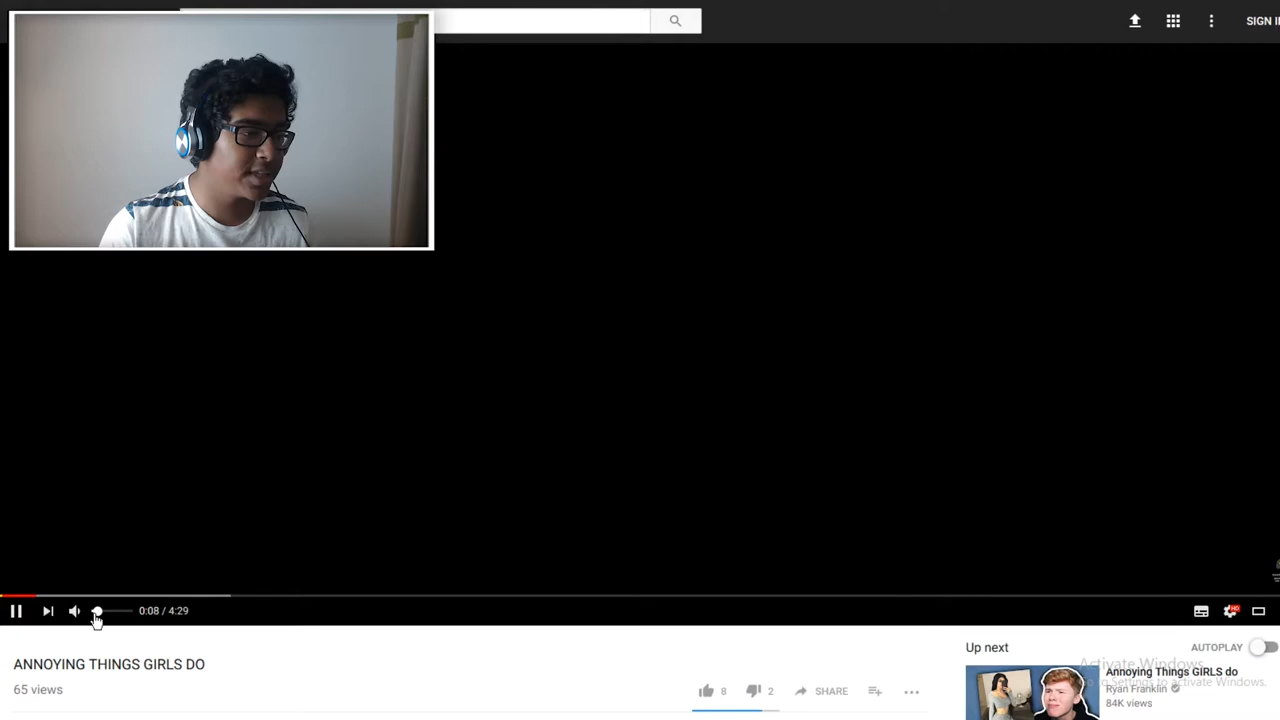 SIGN I
0:08 / 4:29
HD
ANNOYING THINGS GIRLS DO
65 views
8
2
SHARE
Up next
AUTOPLAY
Annoying Things GIRLS do
Ryan Franklin
84K views
Activate Windows
to Settings to activate Windows.